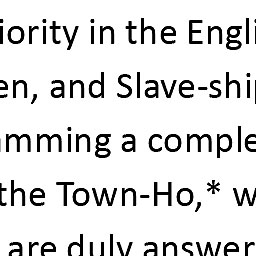 iority in the Engli
en, and Slave-ship
amming a comple
the Town-Ho,* w
are duly answer